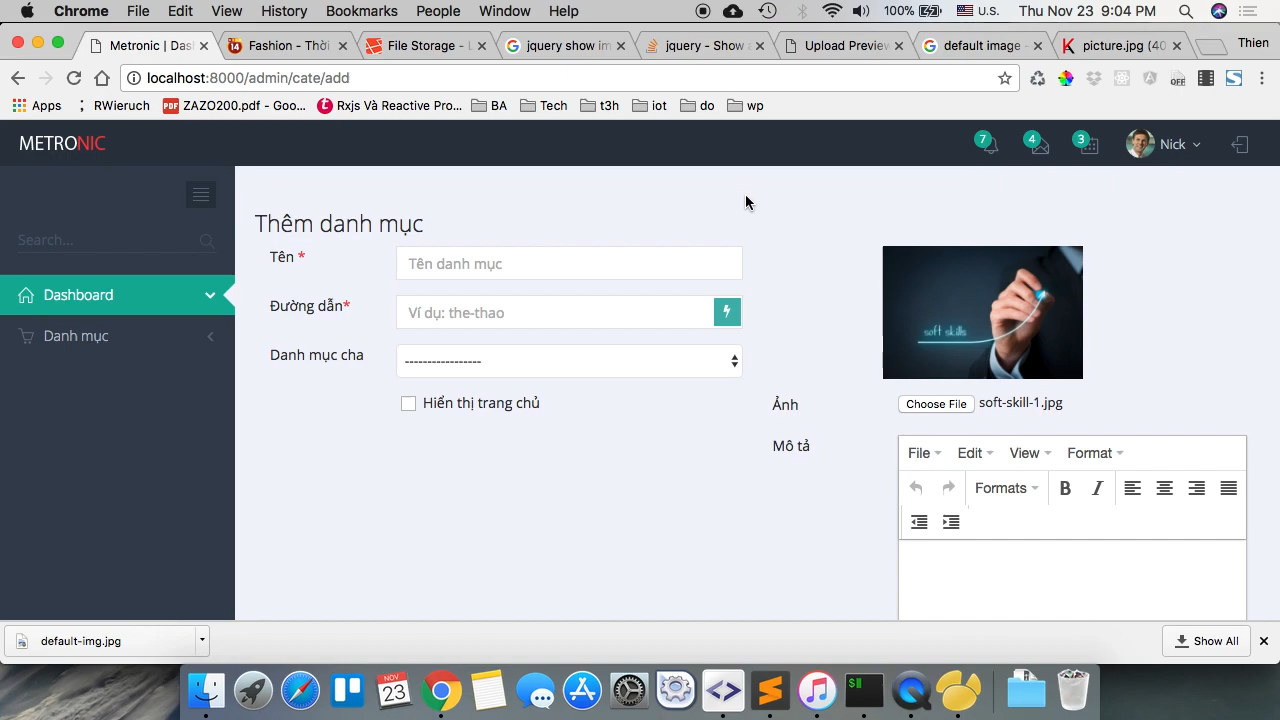 Chrome File Edit View History Bookmarks People Window Help 100% U.S. Thu Nov 23 9:04 PM
Metronic | Das
Fashion - Thời
File Storage - L
jquery show im
jquery - Show a
Upload Preview
default image -
picture.jpg (40
Thien
localhost:8000/admin/cate/add
OFF
Apps RWieruch ZAZO200.pdf - Goo... Rxjs Và Reactive Pro... BA Tech t3h iot do wp
METRONIC
7 4 3 Nick
Search...
Dashboard
Danh mục
Thêm danh mục
Tên *
Tên danh mục
Đường dẫn*
Ví dụ: the-thao
Danh mục cha
-----------------
Hiển thị trang chủ
soft skills
Ảnh
Choose File soft-skill-1.jpg
Mô tả
File Edit View Format
Formats B I
default-img.jpg
Show All
NOV
23